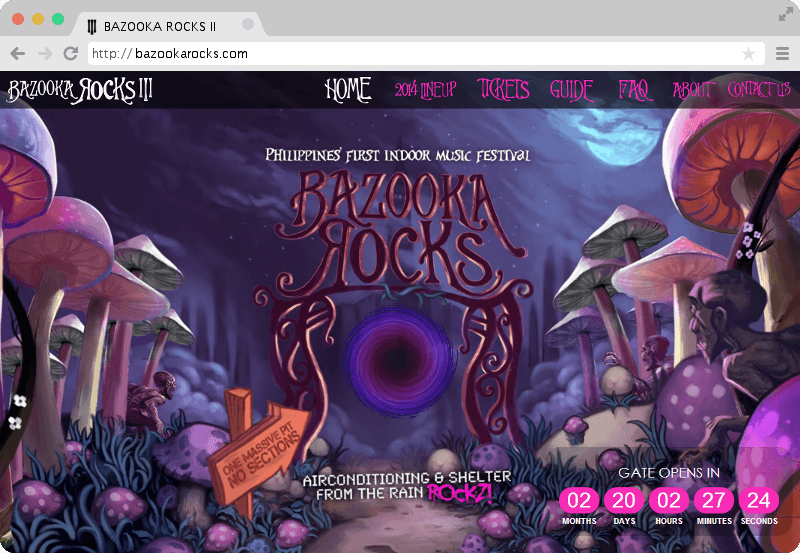 BAZOOKA ROCKS II
http:// bazookarocks.com
BAZOOKA ROCKS III
HOME 2014 LINEUP TICKETS GUIDE FAQ ABOUT CONTACT US
PHILIPPINES' FIRST INDOOR MUSIC FESTIVAL
BAZOOKA
ROCKS
ONE MASSIVE PIT
NO SECTIONS
AIRCONDITIONING & SHELTER
FROM THE RAIN ROCKZ!
GATE OPENS IN
02 20 02 27 24
MONTHS DAYS HOURS MINUTES SECONDS